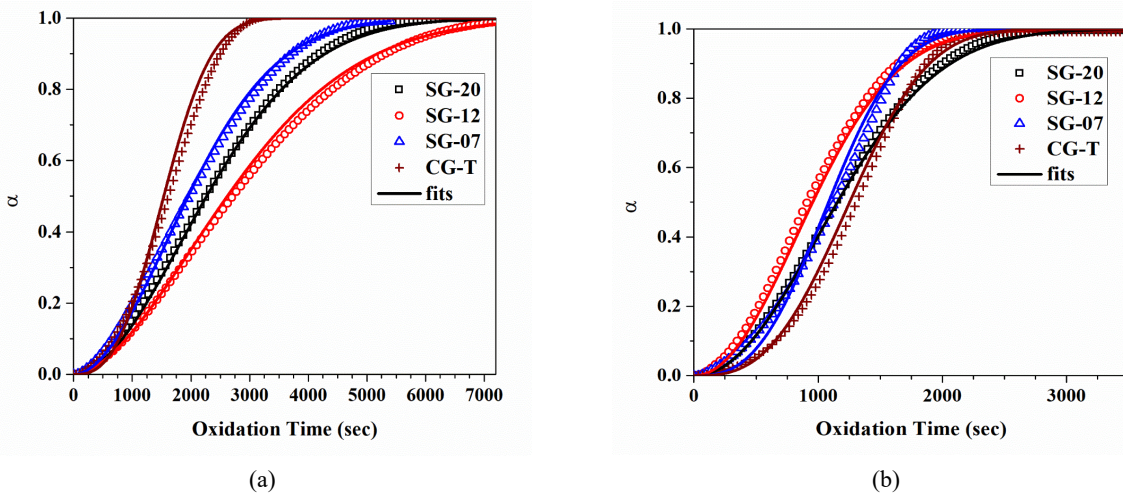 1.0
0.8
0.6
0.4
0.2
0.0
α
SG-20
SG-12
SG-07
CG-T
fits
0 1000 2000 3000 4000 5000 6000 7000
Oxidation Time (sec)
(a)
1.0
0.8
0.6
0.4
0.2
0.0
α
SG-20
SG-12
SG-07
CG-T
fits
0 1000 2000 3000
Oxidation Time (sec)
(b)